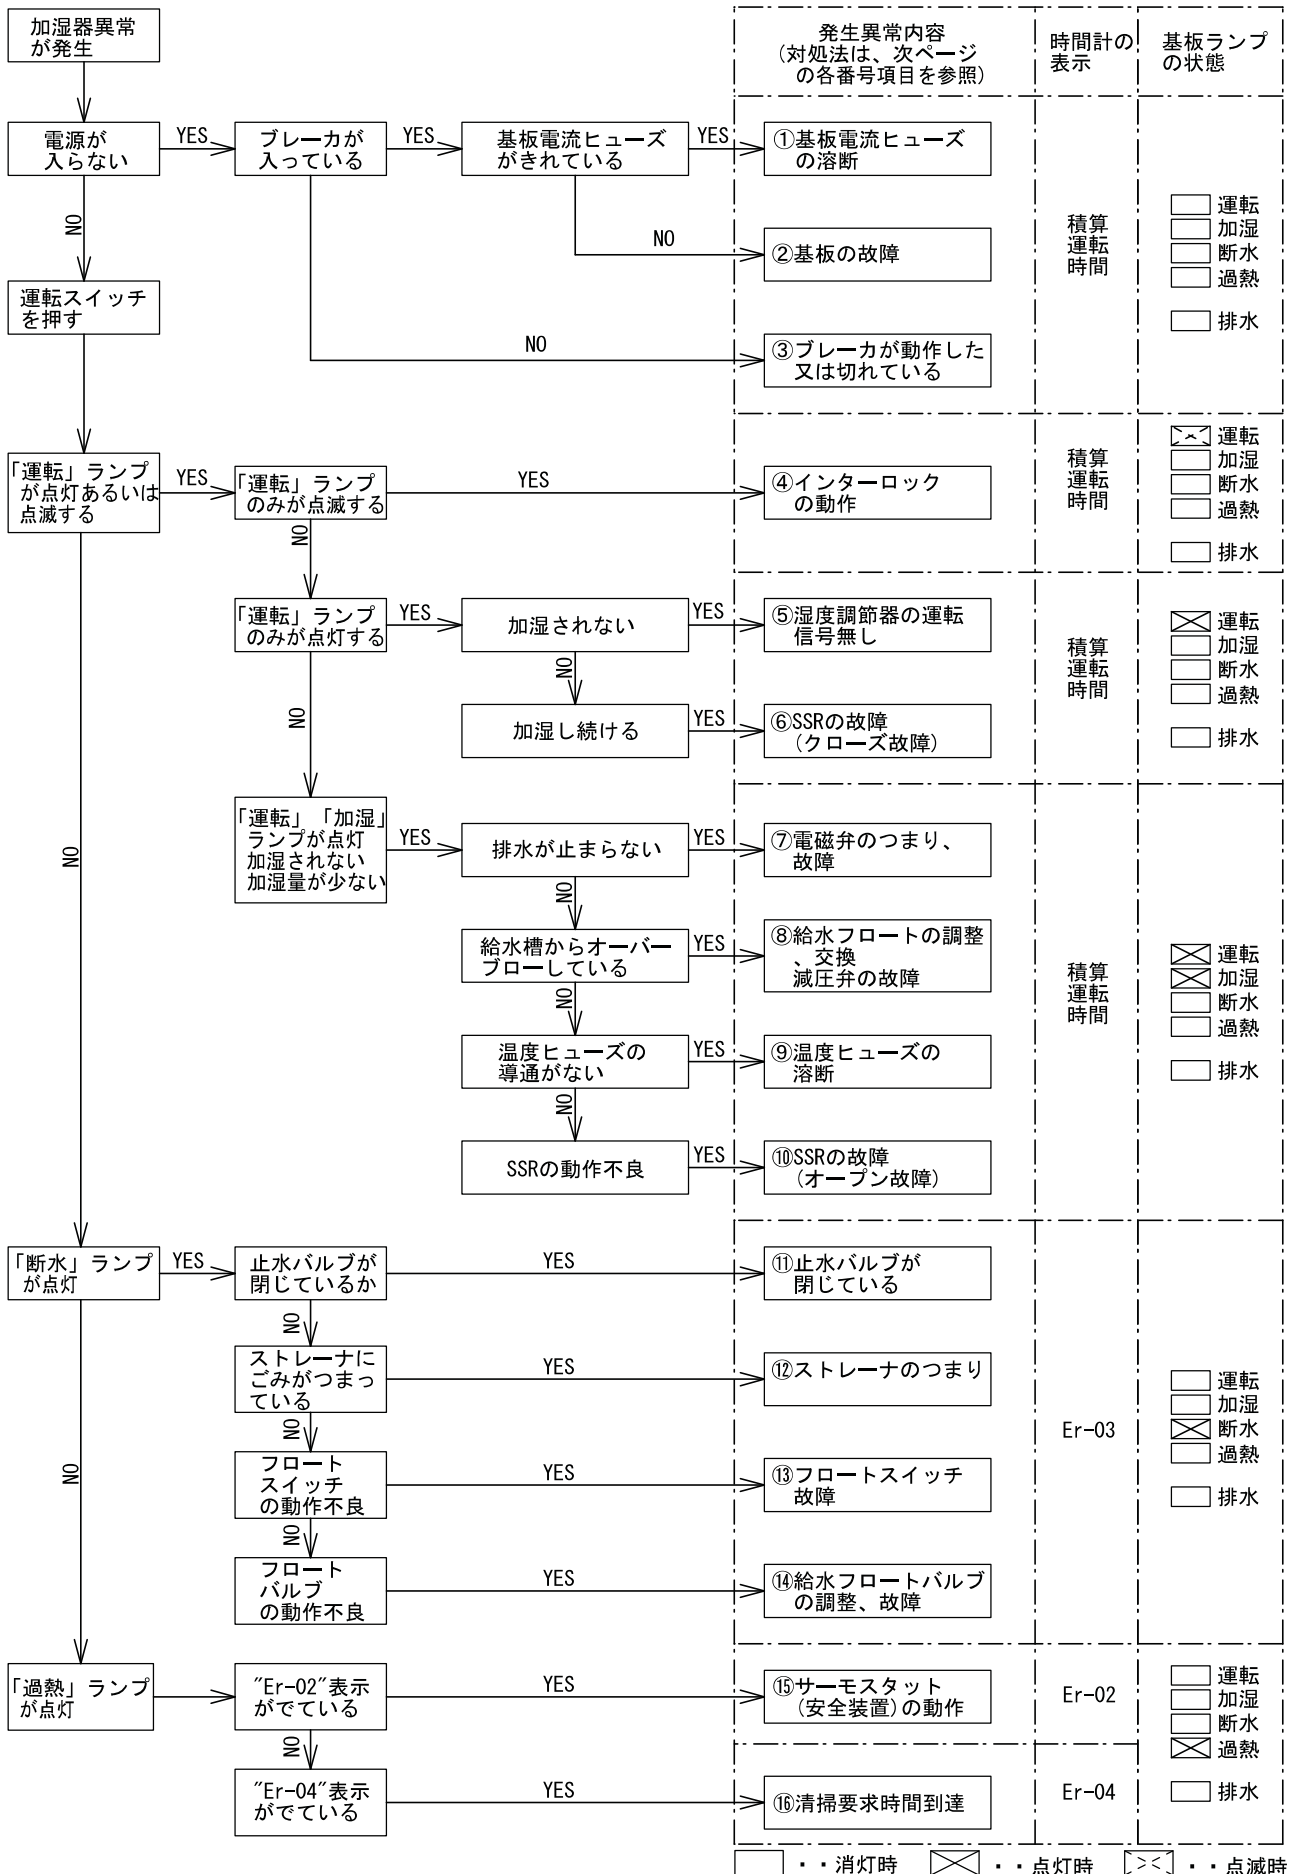 加湿器異常
が発生
発生異常内容
(対処法は、次ページ
の各番号項目を参照)
時間計の
表示
基板ランプ
の状態
電源が
入らない
YES
ブレーカが
入っている
YES
基板電流ヒューズ
がきれている
YES
①基板電流ヒューズ
の溶断
NO
NO
②基板の故障
積算
運転
時間
運転
加湿
断水
過熱
排水
運転スイッチ
を押す
NO
③ブレーカが動作した
又は切れている
「運転」ランプ
が点灯あるいは
点滅する
YES
「運転」ランプ
のみが点滅する
YES
④インターロック
の動作
積算
運転
時間
運転
加湿
断水
過熱
排水
NO
「運転」ランプ
のみが点灯する
YES
加湿されない
YES
⑤湿度調節器の運転
信号無し
積算
運転
時間
運転
加湿
断水
過熱
排水
NO
NO
加湿し続ける
YES
⑥SSRの故障
(クローズ故障)
「運転」「加湿」
ランプが点灯
加湿されない
加湿量が少ない
YES
排水が止まらない
YES
⑦電磁弁のつまり、
故障
NO
NO
給水槽からオーバー
ブローしている
YES
⑧給水フロートの調整
、交換
減圧弁の故障
積算
運転
時間
運転
加湿
断水
過熱
排水
NO
温度ヒューズの
導通がない
YES
⑨温度ヒューズの
溶断
NO
SSRの動作不良
YES
⑩SSRの故障
(オープン故障)
「断水」ランプ
が点灯
YES
止水バルブが
閉じているか
YES
⑪止水バルブが
閉じている
NO
ストレーナに
ごみがつまっ
ている
YES
⑫ストレーナのつまり
Er-03
運転
加湿
断水
過熱
排水
NO
NO
フロート
スイッチ
の動作不良
YES
⑬フロートスイッチ
故障
NO
フロート
バルブ
の動作不良
YES
⑭給水フロートバルブ
の調整、故障
「過熱」ランプ
が点灯
"Er-02"表示
がでている
YES
⑮サーモスタット
(安全装置)の動作
Er-02
運転
加湿
断水
過熱
排水
NO
"Er-04"表示
がでている
YES
⑯清掃要求時間到達
Er-04
・・消灯時
・・点灯時
・・点滅時